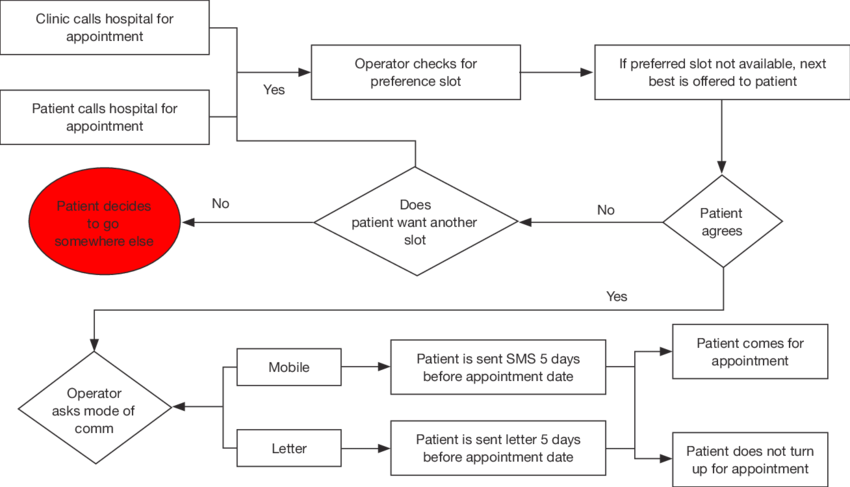 Clinic calls hospital for
appointment
Operator checks for
preference slot
If preferred slot not available, next
best is offered to patient
Yes
Patient calls hospital for
appointment
Patient decides
to go
somewhere else
No
Does
patient want another
slot
No
Patient
agrees
Yes
Operator
asks mode of
comm
Mobile
Patient is sent SMS 5 days
before appointment date
Patient comes for
appointment
Letter
Patient is sent letter 5 days
before appointment date
Patient does not turn
up for appointment